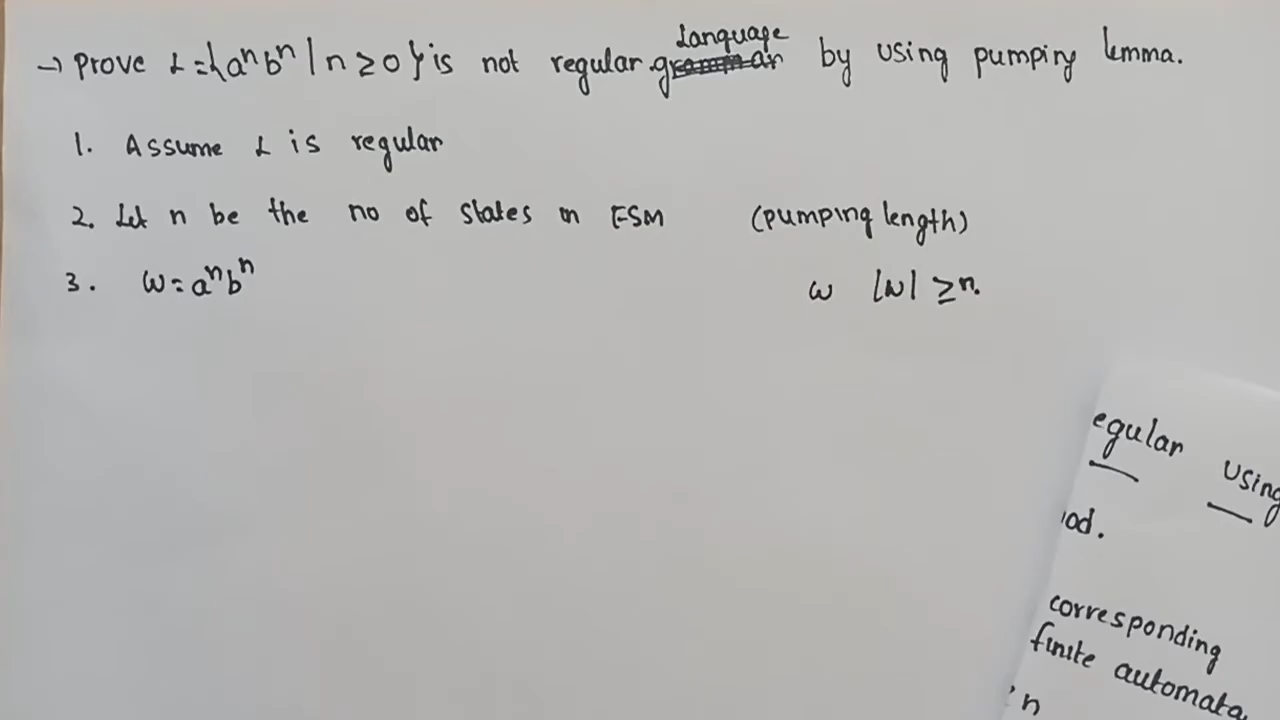 → Prove L = {aⁿbⁿ | n ≥ 0} is not regular Language by using pumping lemma.
1. Assume L is regular
2. Let n be the no of states in FSM (pumping length)
3. w = aⁿbⁿ w |w| ≥ n.
egular using
od.
corresponding
finite automata
'n